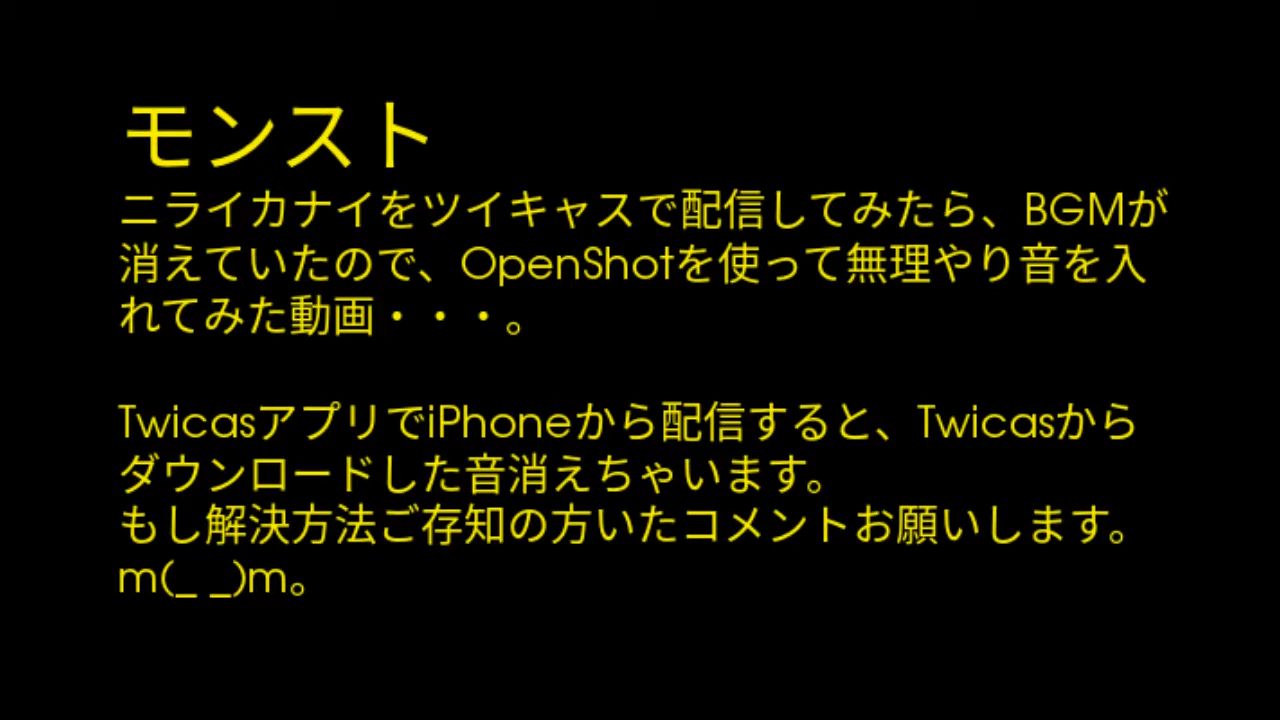 モンスト
ニライカナイをツイキャスで配信してみたら、BGMが
消えていたので、OpenShotを使って無理やり音を入
れてみた動画・・・。
TwicasアプリでiPhoneから配信すると、Twicasから
ダウンロードした音消えちゃいます。
もし解決方法ご存知の方いたコメントお願いします。
m(_ _)m。